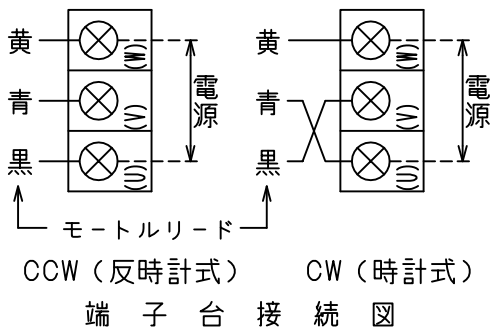 黄 (W) 黄 (W)
青 (V) 電源 青 (V) 電源
黒 (U) 黒 (U)
モートルリード
CCW(反時計式) CW(時計式)
端子台接続図